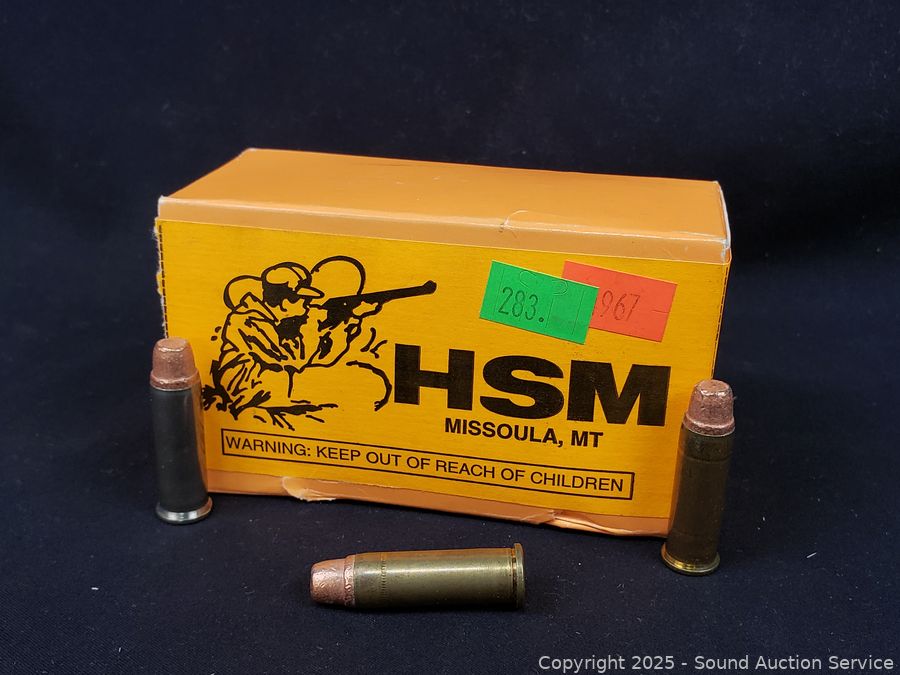 283.
967
HSM
MISSOULA, MT
WARNING: KEEP OUT OF REACH OF CHILDREN
Copyright © 2025 - Sound Auction Service